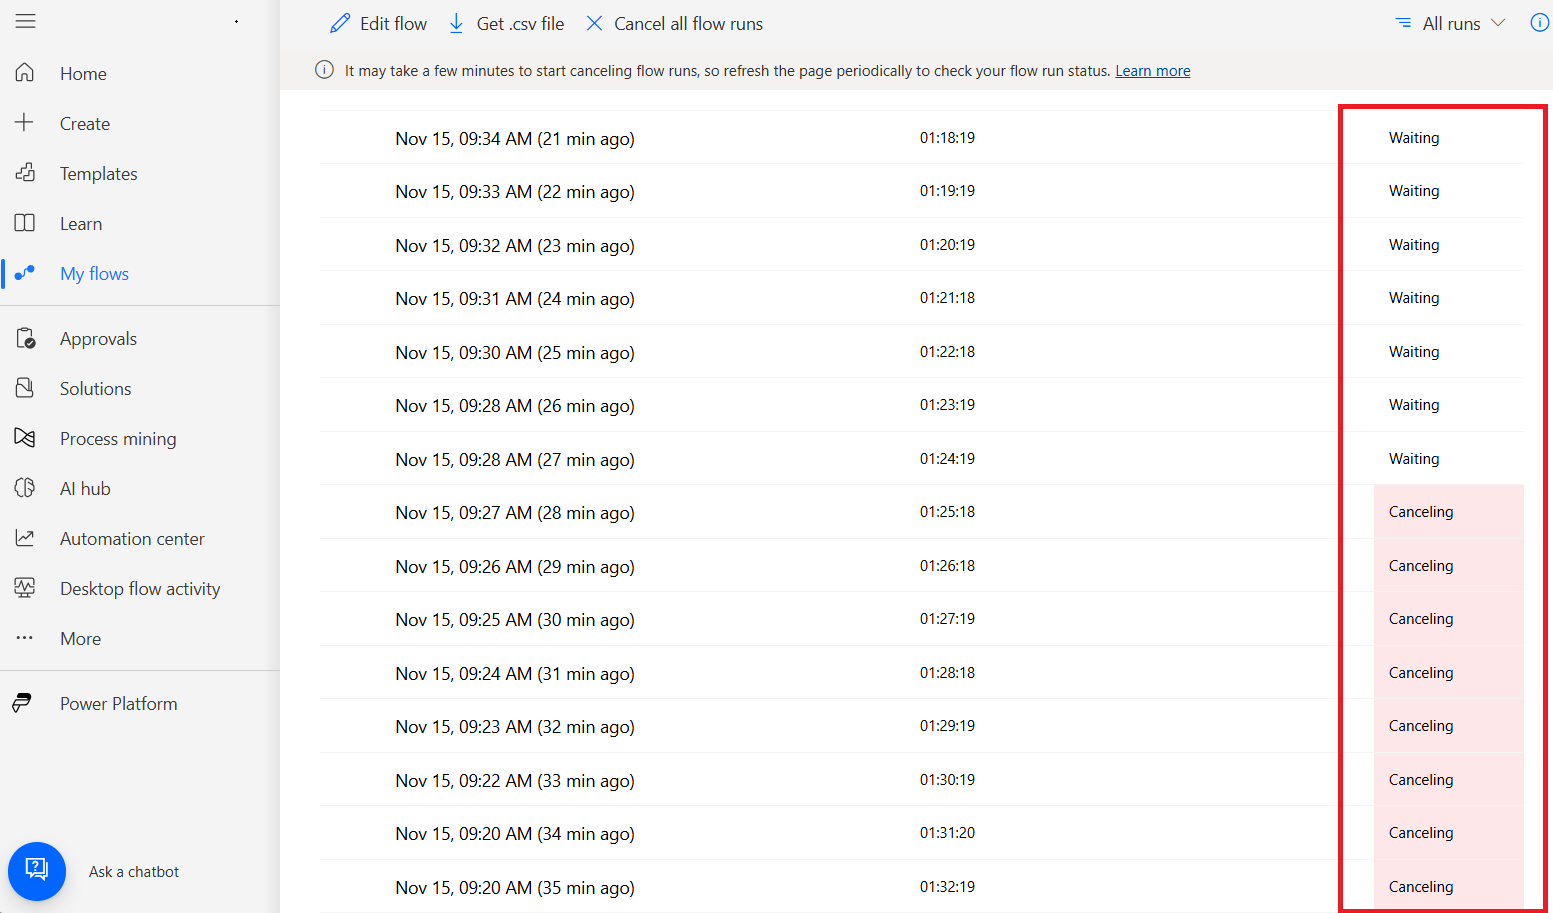 Edit flow Get .csv file Cancel all flow runs All runs
It may take a few minutes to start canceling flow runs, so refresh the page periodically to check your flow run status. Learn more
Home
Create
Templates
Learn
My flows
Approvals
Solutions
Process mining
AI hub
Automation center
Desktop flow activity
More
Power Platform
Ask a chatbot
Nov 15, 09:34 AM (21 min ago) 01:18:19 Waiting
Nov 15, 09:33 AM (22 min ago) 01:19:19 Waiting
Nov 15, 09:32 AM (23 min ago) 01:20:19 Waiting
Nov 15, 09:31 AM (24 min ago) 01:21:18 Waiting
Nov 15, 09:30 AM (25 min ago) 01:22:18 Waiting
Nov 15, 09:28 AM (26 min ago) 01:23:19 Waiting
Nov 15, 09:28 AM (27 min ago) 01:24:19 Waiting
Nov 15, 09:27 AM (28 min ago) 01:25:18 Canceling
Nov 15, 09:26 AM (29 min ago) 01:26:18 Canceling
Nov 15, 09:25 AM (30 min ago) 01:27:19 Canceling
Nov 15, 09:24 AM (31 min ago) 01:28:18 Canceling
Nov 15, 09:23 AM (32 min ago) 01:29:19 Canceling
Nov 15, 09:22 AM (33 min ago) 01:30:19 Canceling
Nov 15, 09:20 AM (34 min ago) 01:31:20 Canceling
Nov 15, 09:20 AM (35 min ago) 01:32:19 Canceling